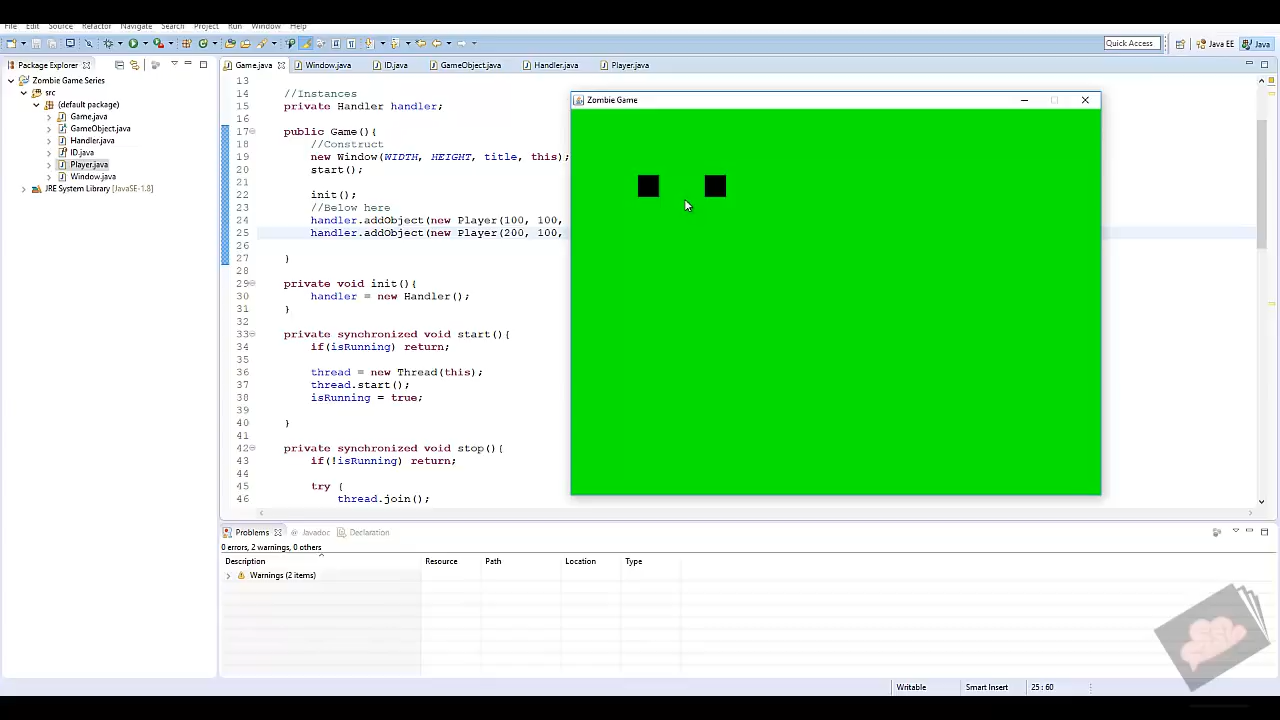 File Edit Source Refactor Navigate Search Project Run Window Help
Quick Access
Java EE
Java
Package Explorer
Zombie Game Series
src
(default package)
Game.java
GameObject.java
Handler.java
ID.java
Player.java
Window.java
JRE System Library [JavaSE-1.8]
Game.java
Window.java
ID.java
GameObject.java
Handler.java
Player.java
13
14 //Instances
15 private Handler handler;
16
17 public Game(){
18 //Construct
19 new Window(WIDTH, HEIGHT, title, this);
20 start();
21
22 init();
23 //Below here
24 handler.addObject(new Player(100, 100,
25 handler.addObject(new Player(200, 100,
26
27 }
28
29 private void init(){
30 handler = new Handler();
31 }
32
33 private synchronized void start(){
34 if(isRunning) return;
35
36 thread = new Thread(this);
37 thread.start();
38 isRunning = true;
39
40 }
41
42 private synchronized void stop(){
43 if(!isRunning) return;
44
45 try {
46 thread.join();
Zombie Game
Problems
@ Javadoc
Declaration
0 errors, 2 warnings, 0 others
Description Resource Path Location Type
Warnings (2 items)
Writable Smart Insert 25 : 60